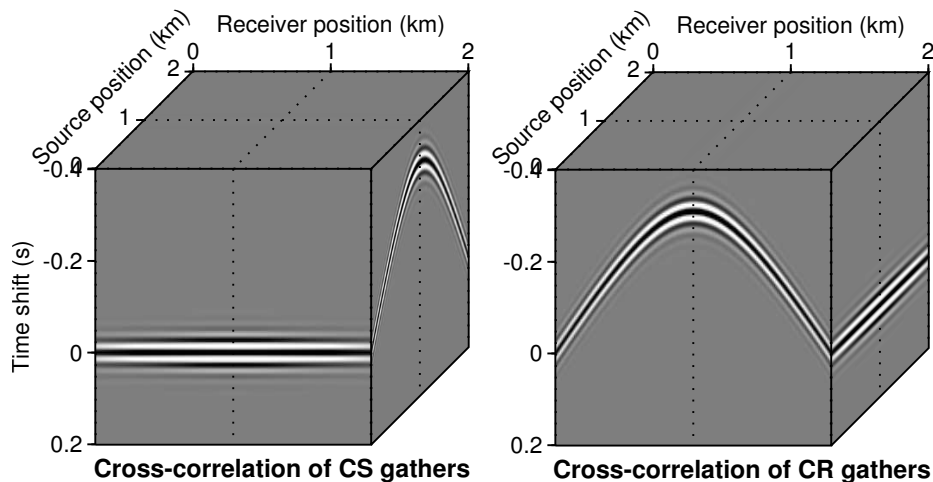 Receiver position (km)
0 1 2
Source position (km)
2
1
0
-0.4
-0.2
0
0.2
Time shift (s)
Cross-correlation of CS gathers
Receiver position (km)
0 1 2
Source position (km)
2
1
0
-0.4
-0.2
0
0.2
Cross-correlation of CR gathers